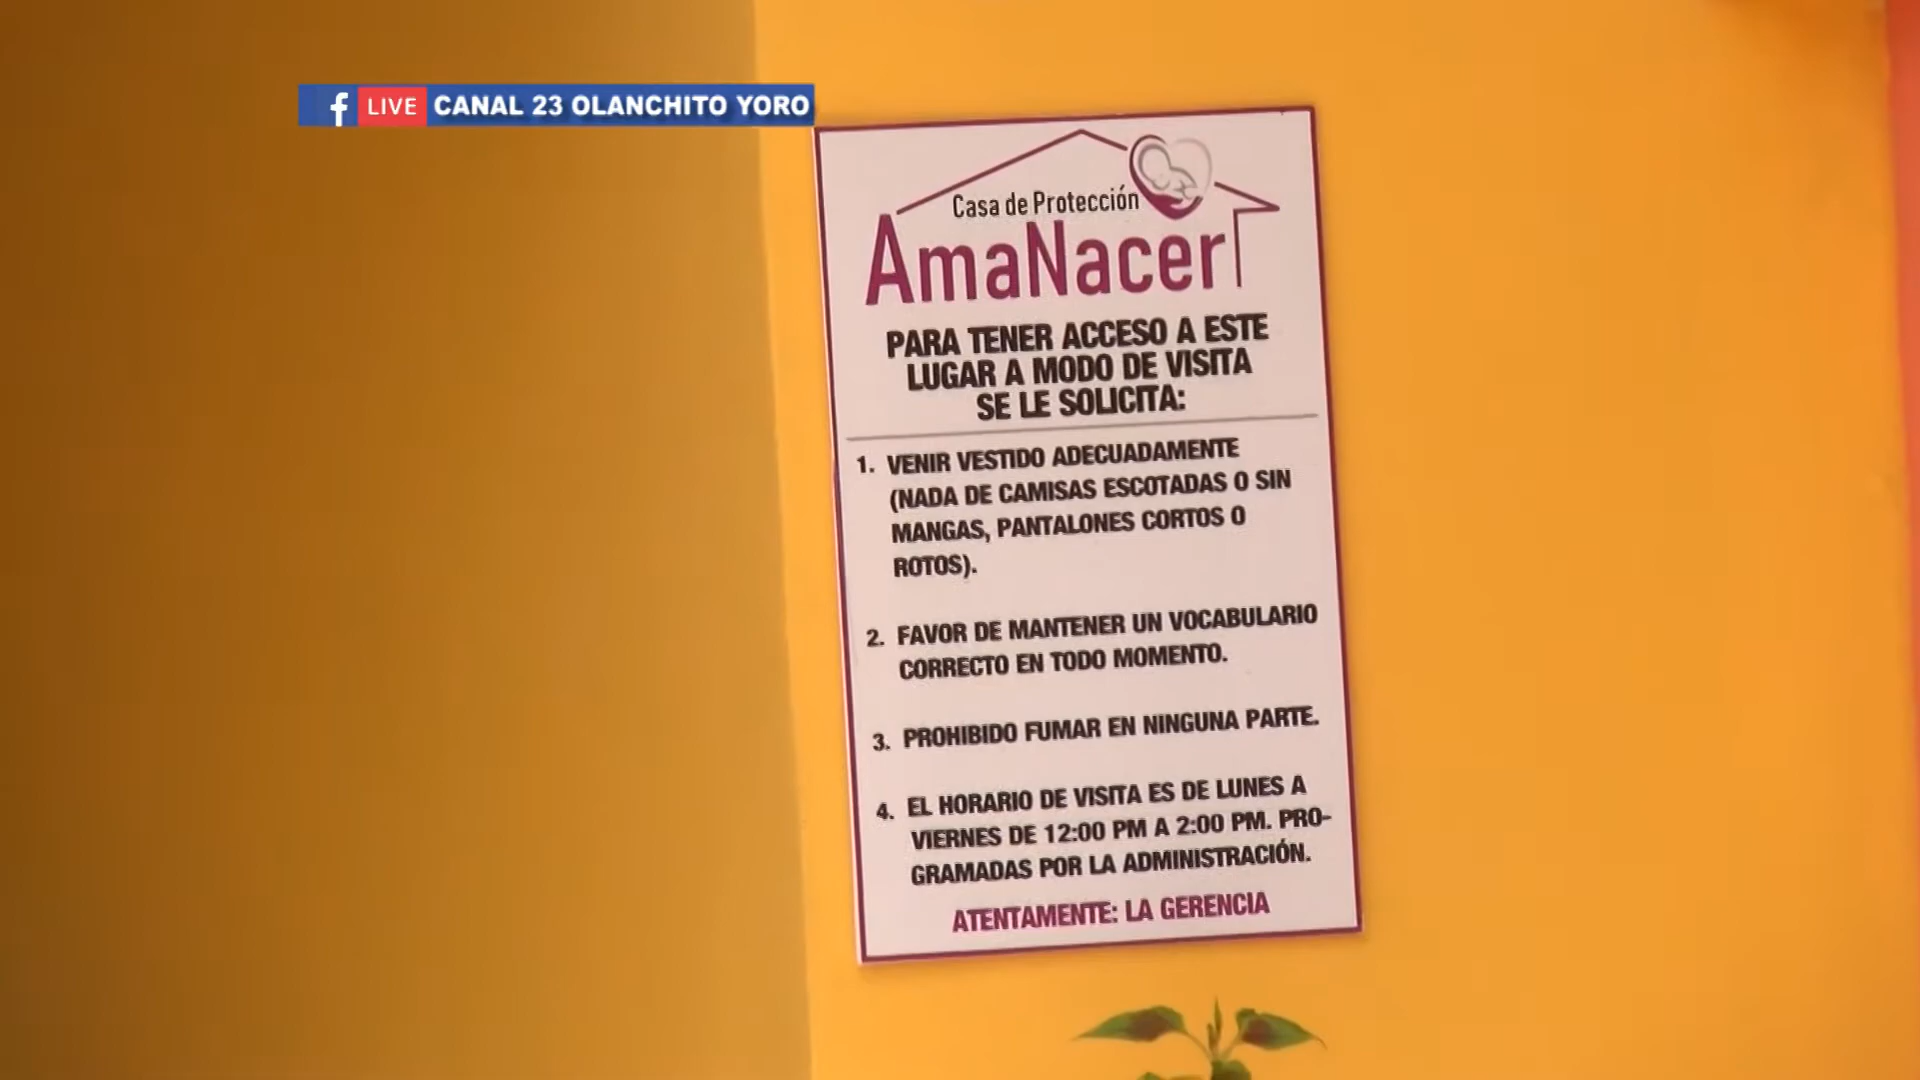 f LIVE CANAL 23 OLANCHITO YORO
Casa de Protección
AmaNacer
PARA TENER ACCESO A ESTE
LUGAR A MODO DE VISITA
SE LE SOLICITA:
1. VENIR VESTIDO ADECUADAMENTE
(NADA DE CAMISAS ESCOTADAS O SIN
MANGAS, PANTALONES CORTOS O
ROTOS).
2. FAVOR DE MANTENER UN VOCABULARIO
CORRECTO EN TODO MOMENTO.
3. PROHIBIDO FUMAR EN NINGUNA PARTE.
4. EL HORARIO DE VISITA ES DE LUNES A
VIERNES DE 12:00 PM A 2:00 PM. PRO-
GRAMADAS POR LA ADMINISTRACIÓN.
ATENTAMENTE: LA GERENCIA